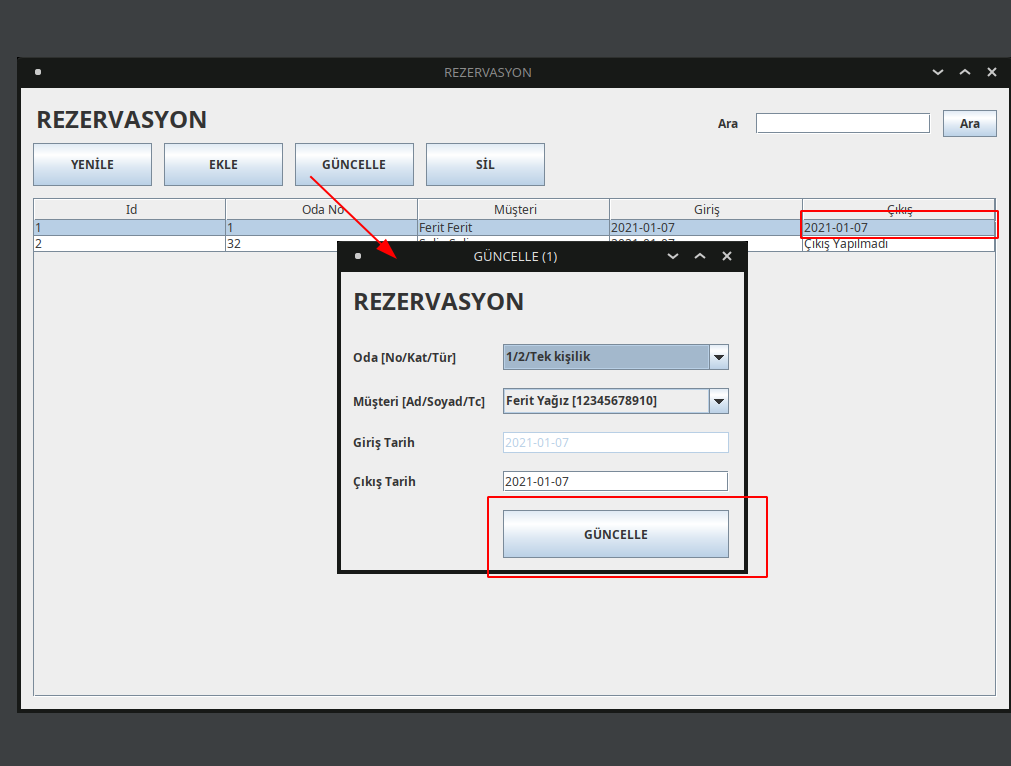 REZERVASYON
REZERVASYON
Ara
Ara
YENİLE EKLE GÜNCELLE SİL
Id Oda No Müşteri Giriş Çıkış
1 1 Ferit Ferit 2021-01-07 2021-01-07
2 32 2021-01-07 Çıkış Yapılmadı
GÜNCELLE (1)
REZERVASYON
Oda [No/Kat/Tür] 1/2/Tek kişilik
Müşteri [Ad/Soyad/Tc] Ferit Yağız [12345678910]
Giriş Tarih 2021-01-07
Çıkış Tarih 2021-01-07
GÜNCELLE